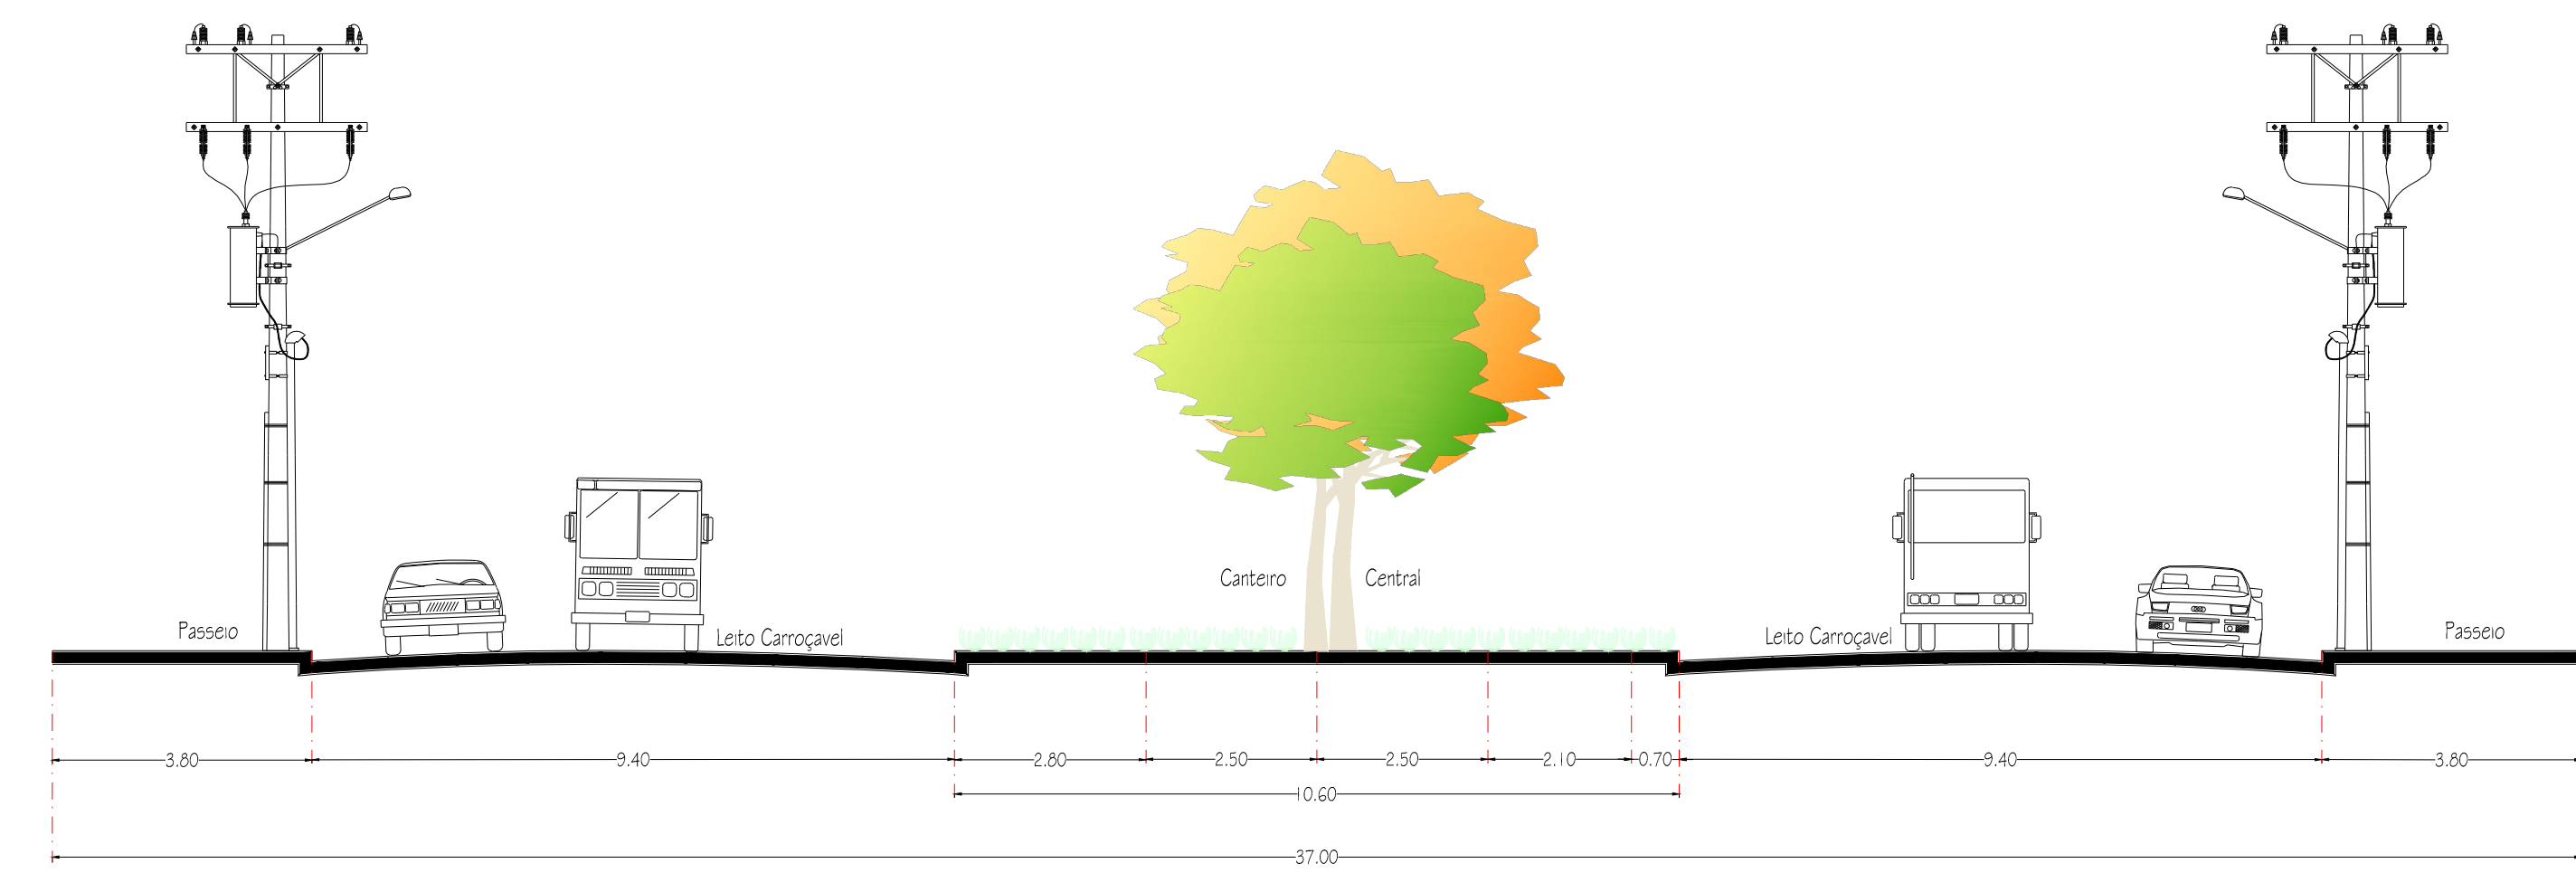 Canteiro Central
Passeio
Leito Carroçavel
Leito Carroçavel
Passeio
3.80 9.40 2.80 2.50 2.50 2.10 0.70 9.40 3.80
10.60
37.00